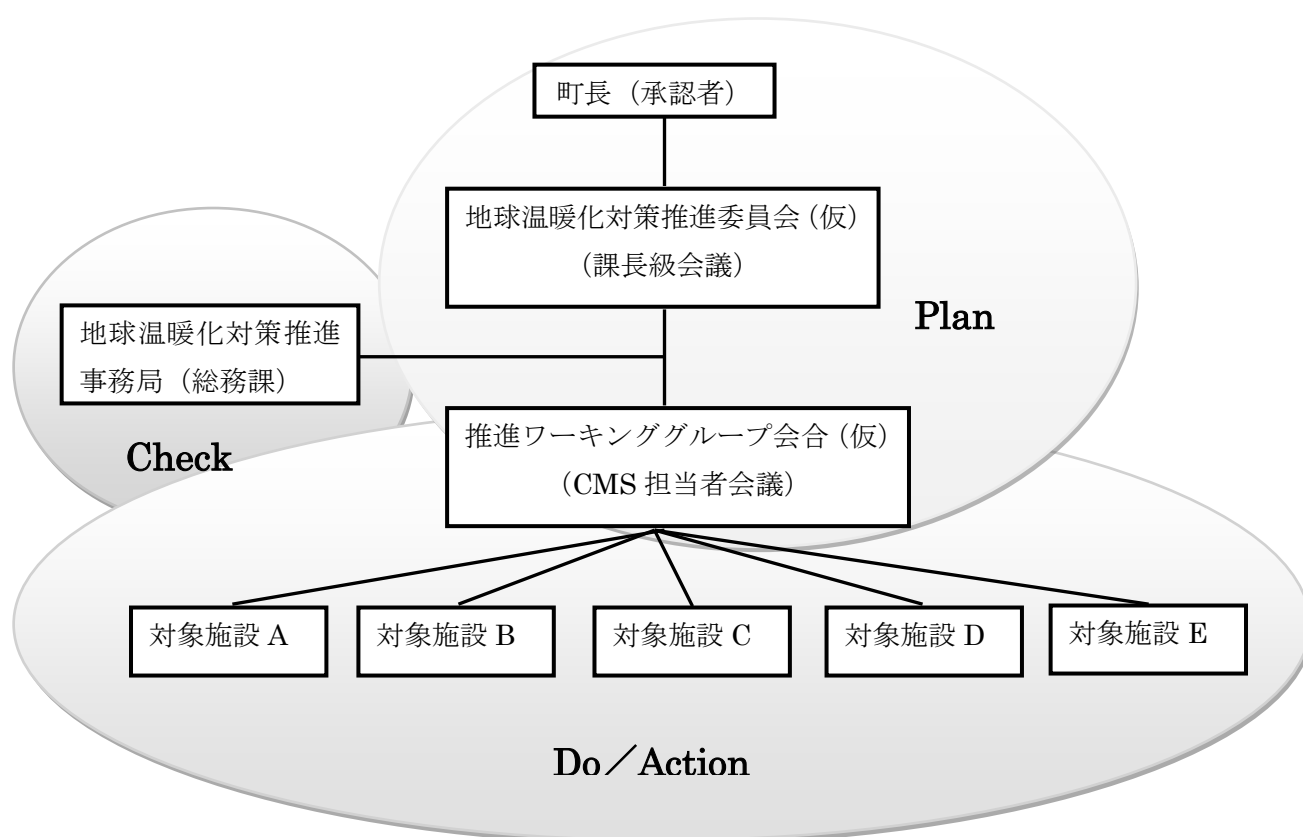 町長（承認者）
地球温暖化対策推進委員会（仮）
（課長級会議）
Plan
地球温暖化対策推進
事務局（総務課）
推進ワーキンググループ会合（仮）
（CMS 担当者会議）
Check
対象施設 A
対象施設 B
対象施設 C
対象施設 D
対象施設 E
Do／Action